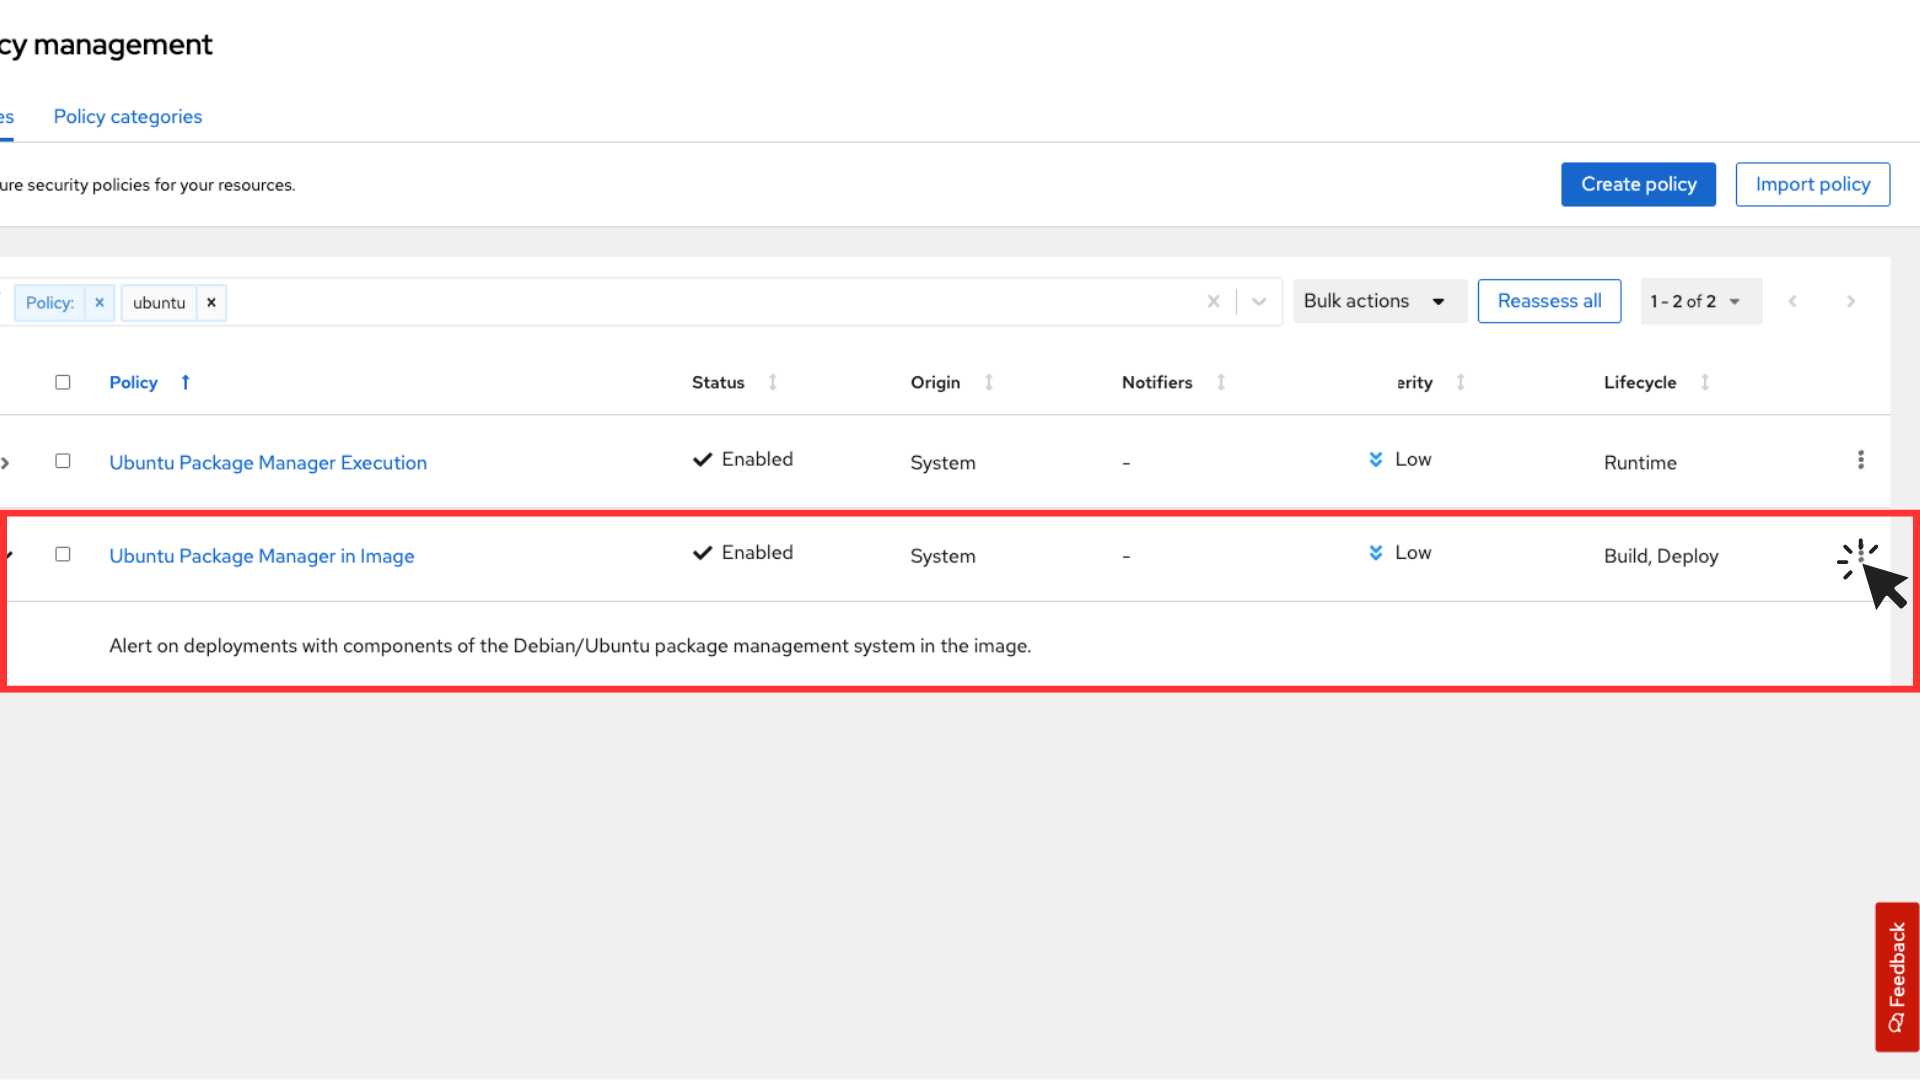 cy management
es Policy categories
ure security policies for your resources.
Create policy Import policy
Policy: ubuntu Bulk actions Reassess all 1 - 2 of 2
Policy Status Origin Notifiers erity Lifecycle
Ubuntu Package Manager Execution Enabled System - Low Runtime
Ubuntu Package Manager in Image Enabled System - Low Build, Deploy
Alert on deployments with components of the Debian/Ubuntu package management system in the image.
Feedback